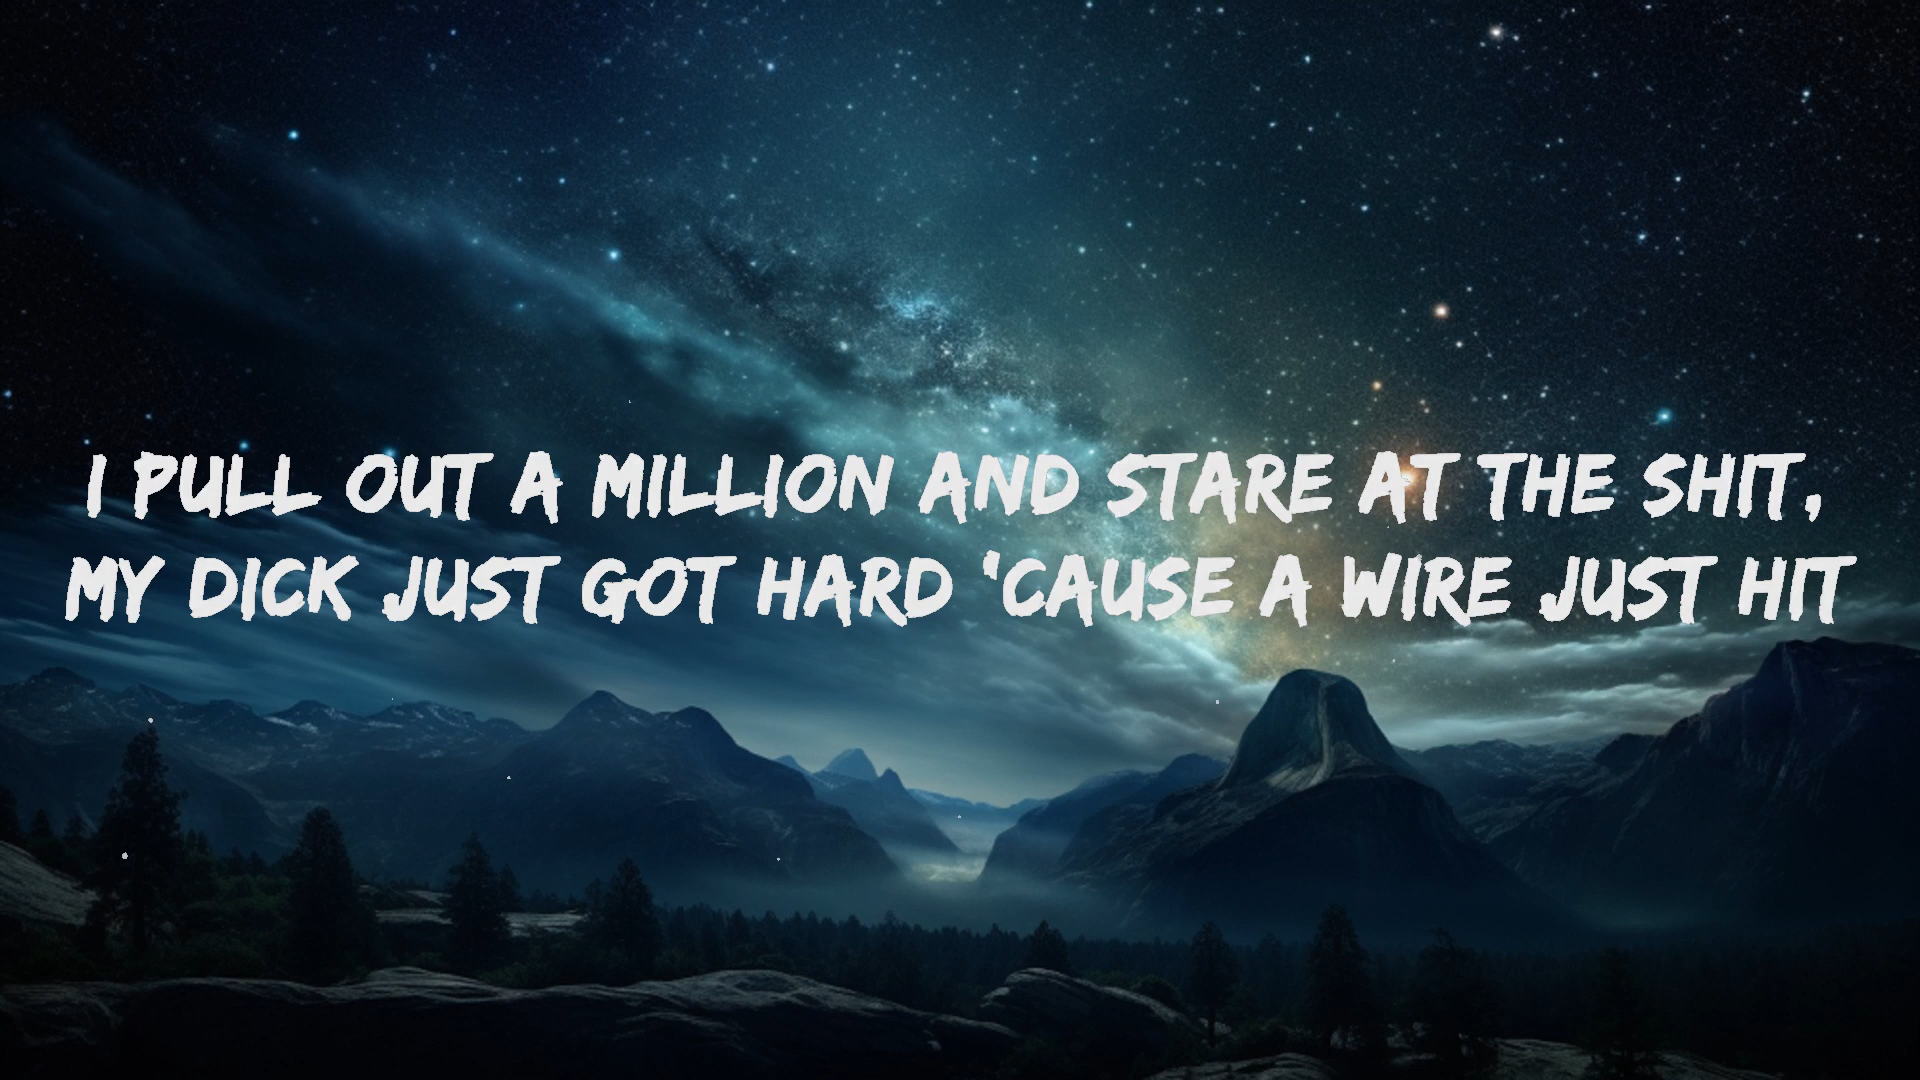 I PULL OUT A MILLION AND STARE AT THE SHIT,
MY DICK JUST GOT HARD 'CAUSE A WIRE JUST HIT